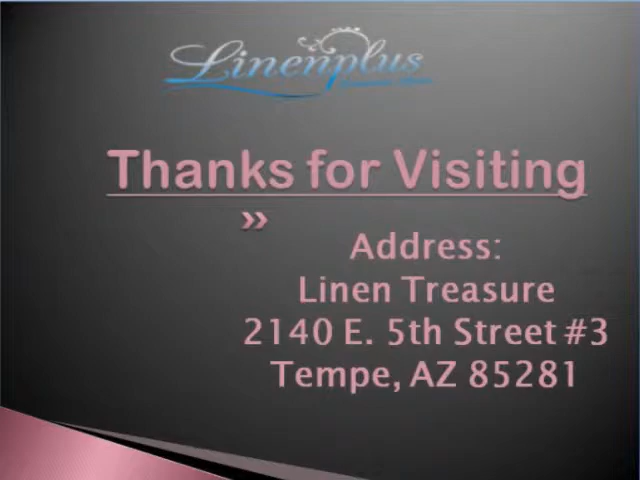 Linenplus
Thanks for Visiting
»
Address:
Linen Treasure
2140 E. 5th Street #3
Tempe, AZ 85281